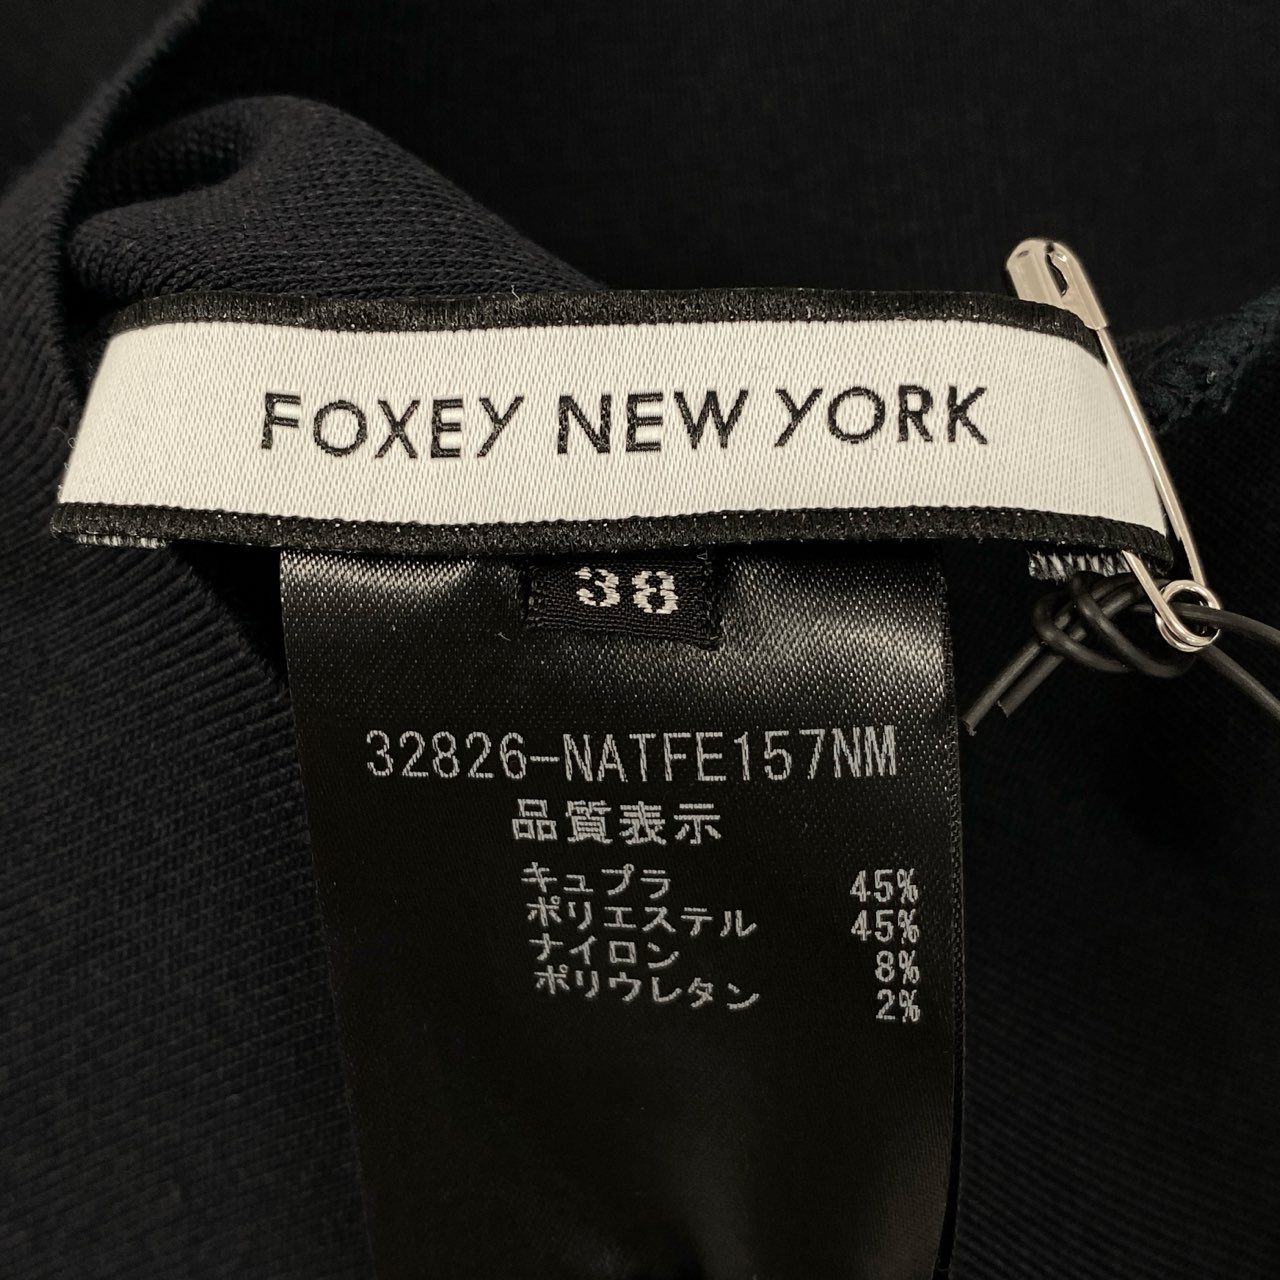 FOXEY NEW YORK
38
32826-NATFE157NM
品質表示
キュプラ 45%
ポリエステル 45%
ナイロン 8%
ポリウレタン 2%